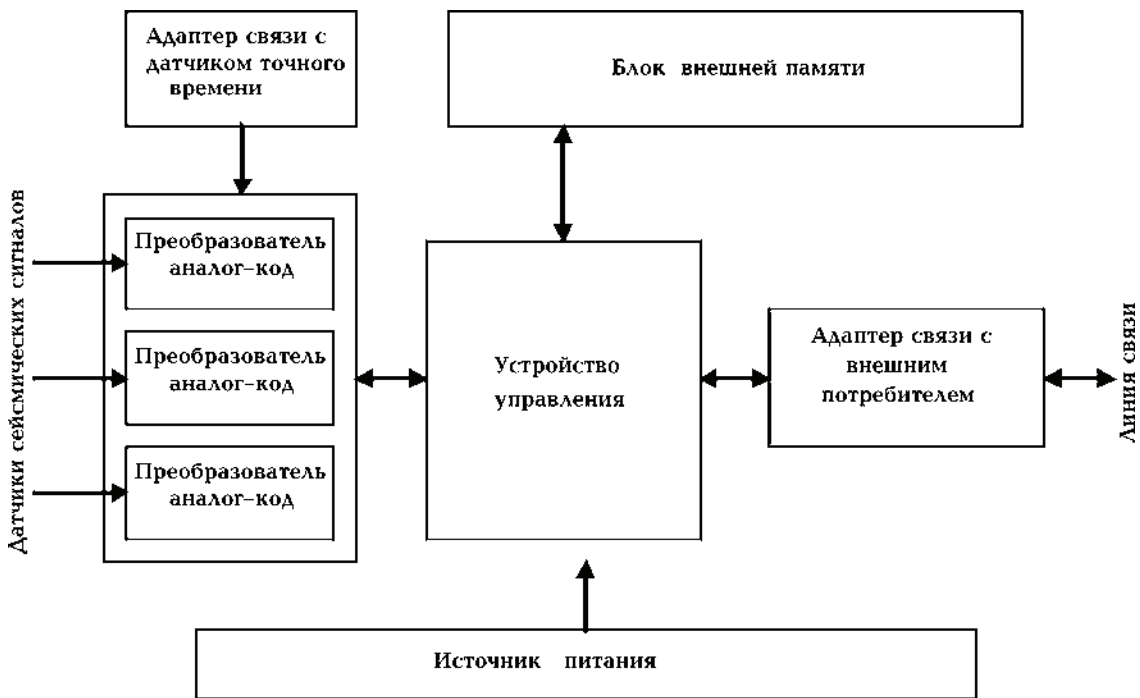 Адаптер связи с
датчиком точного
времени
Блок внешней памяти
Датчики сейсмических сигналов
Преобразователь
аналог-код
Преобразователь
аналог-код
Преобразователь
аналог-код
Устройство
управления
Адаптер связи с
внешним
потребителем
Линия связи
Источник питания